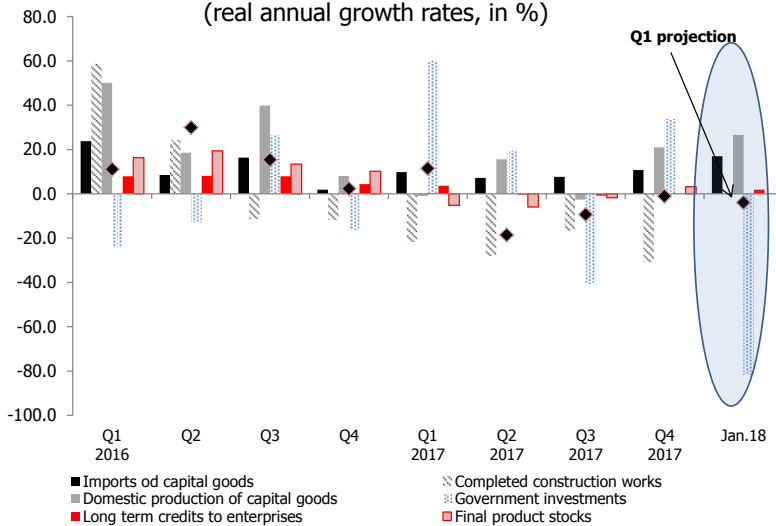 (real annual growth rates, in %)
80.0
60.0
40.0
20.0
0.0
-20.0
-40.0
-60.0
-80.0
-100.0
Q1 projection
Q1
2016
Q2
Q3
Q4
Q1
2017
Q2
2017
Q3
2017
Q4
2017
Jan.18
Imports od capital goods
Completed construction works
Domestic production of capital goods
Government investments
Long term credits to enterprises
Final product stocks